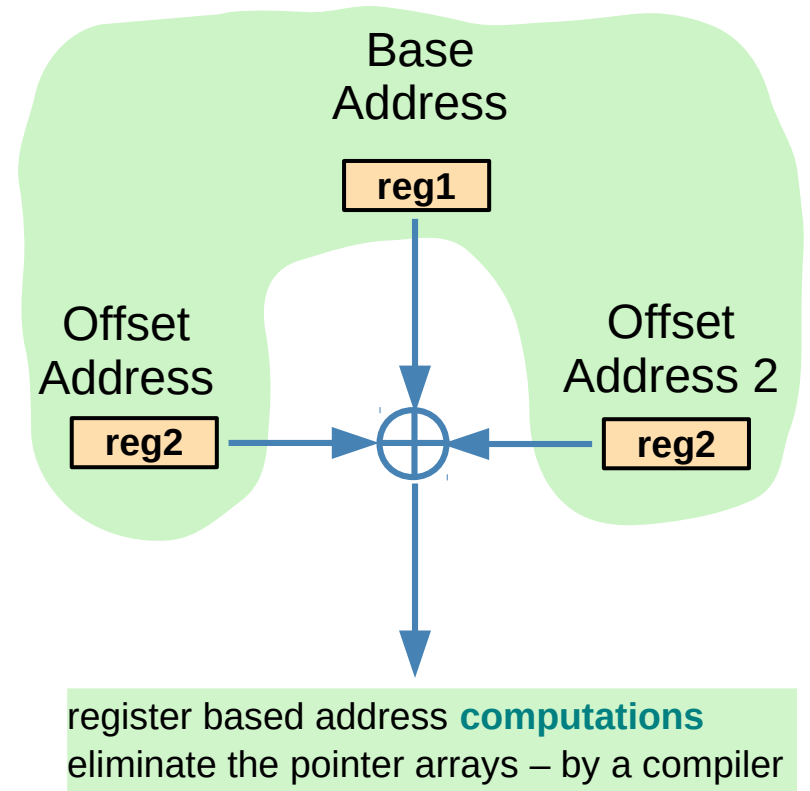 Base
Address
reg1
Offset
Address
reg2
Offset
Address 2
reg2
register based address computations
eliminate the pointer arrays – by a compiler